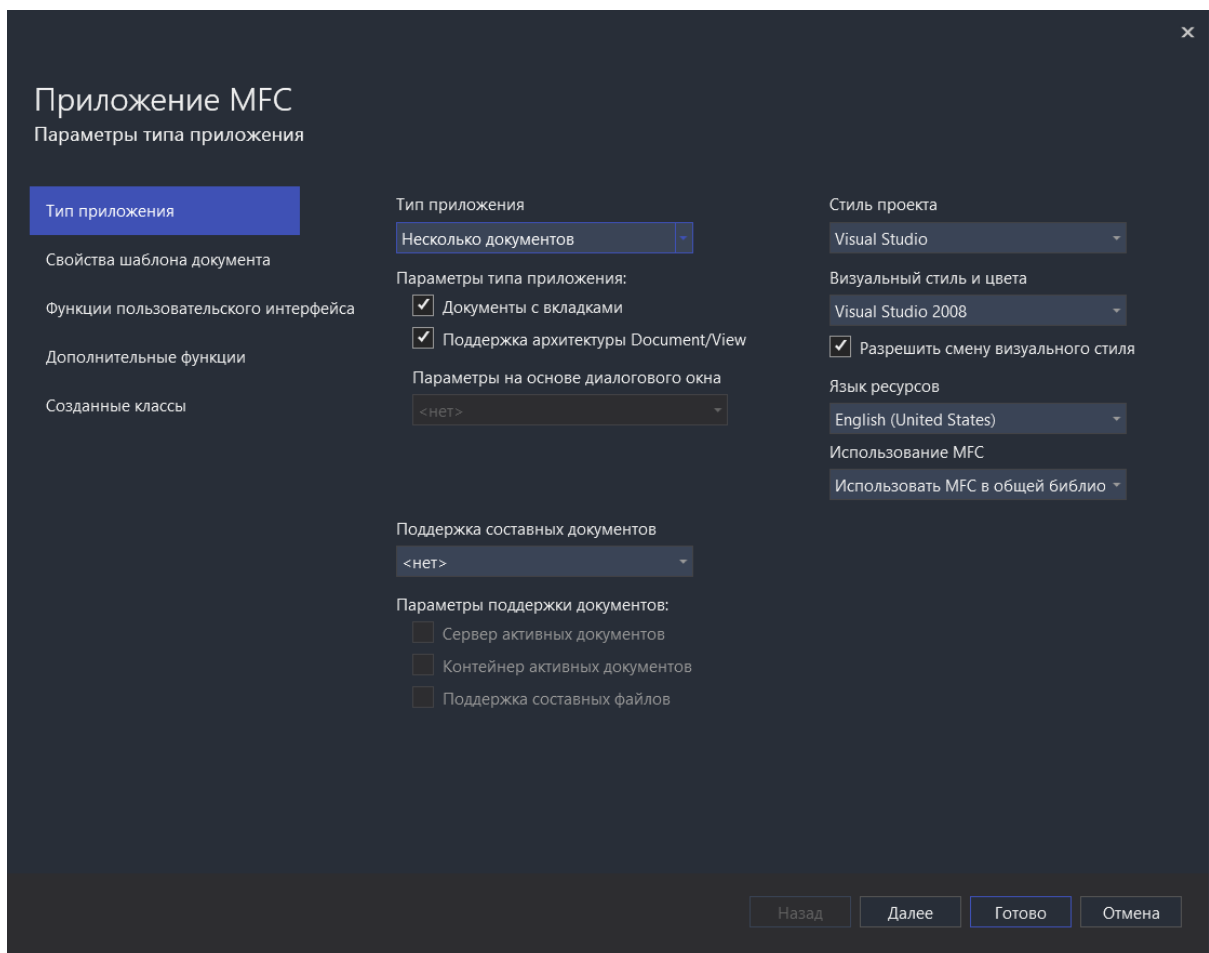 Приложение MFC
Параметры типа приложения
Тип приложения
Свойства шаблона документа
Функции пользовательского интерфейса
Дополнительные функции
Созданные классы
Тип приложения
Несколько документов
Параметры типа приложения:
Документы с вкладками
Поддержка архитектуры Document/View
Параметры на основе диалогового окна
<нет>
Поддержка составных документов
<нет>
Параметры поддержки документов:
Сервер активных документов
Контейнер активных документов
Поддержка составных файлов
Стиль проекта
Visual Studio
Визуальный стиль и цвета
Visual Studio 2008
Разрешить смену визуального стиля
Язык ресурсов
English (United States)
Использование MFC
Использовать MFC в общей библио
Назад
Далее
Готово
Отмена